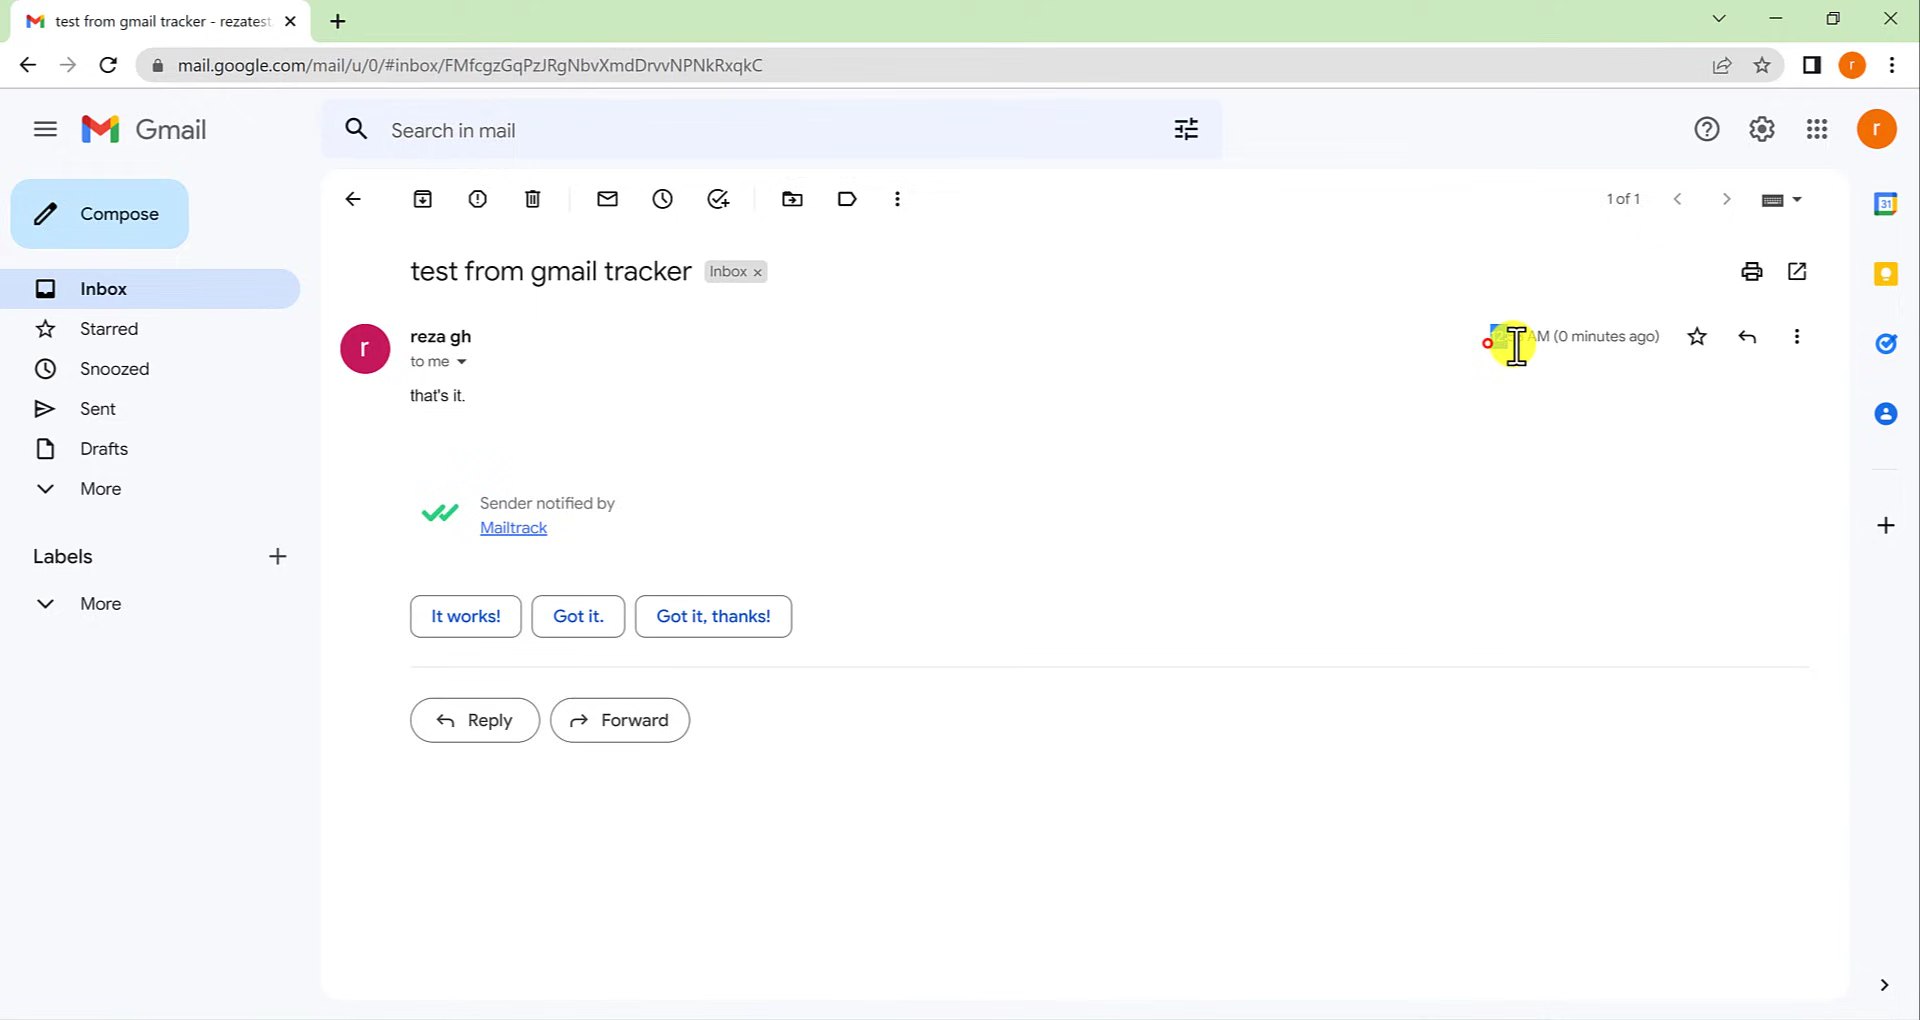 test from gmail tracker - rezatest
mail.google.com/mail/u/0/#inbox/FMfcgzGqPzJRgNbvXmdDrvvNPNkRxqkC
r
Gmail
Search in mail
r
Compose
1 of 1
31
Inbox
test from gmail tracker
Inbox ×
Starred
r
reza gh
AM (0 minutes ago)
to me
Snoozed
that's it.
Sent
Drafts
More
Sender notified by
Mailtrack
Labels
More
It works!
Got it.
Got it, thanks!
Reply
Forward